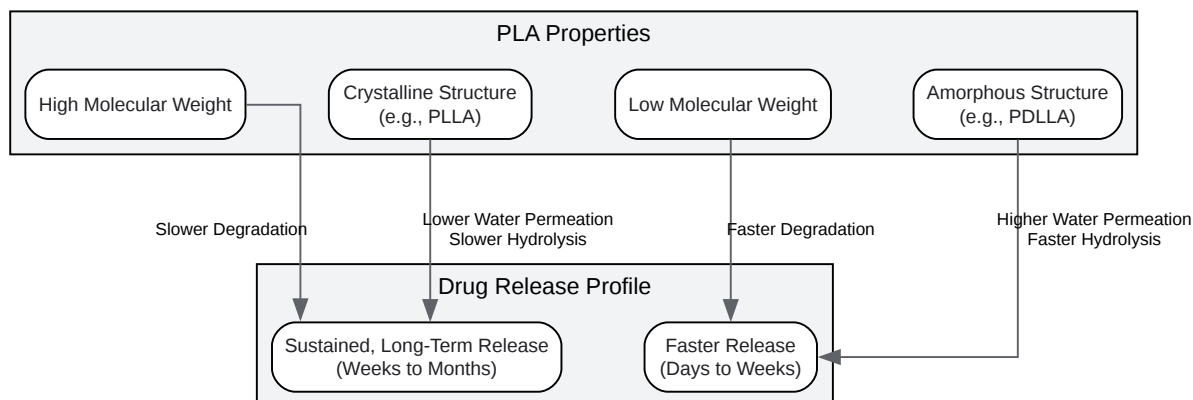 PLA Properties
High Molecular Weight
Crystalline Structure
(e.g., PLLA)
Low Molecular Weight
Amorphous Structure
(e.g., PDLLA)
Slower Degradation
Lower Water Permeation
Slower Hydrolysis
Faster Degradation
Higher Water Permeation
Faster Hydrolysis
Drug Release Profile
Sustained, Long-Term Release
(Weeks to Months)
Faster Release
(Days to Weeks)